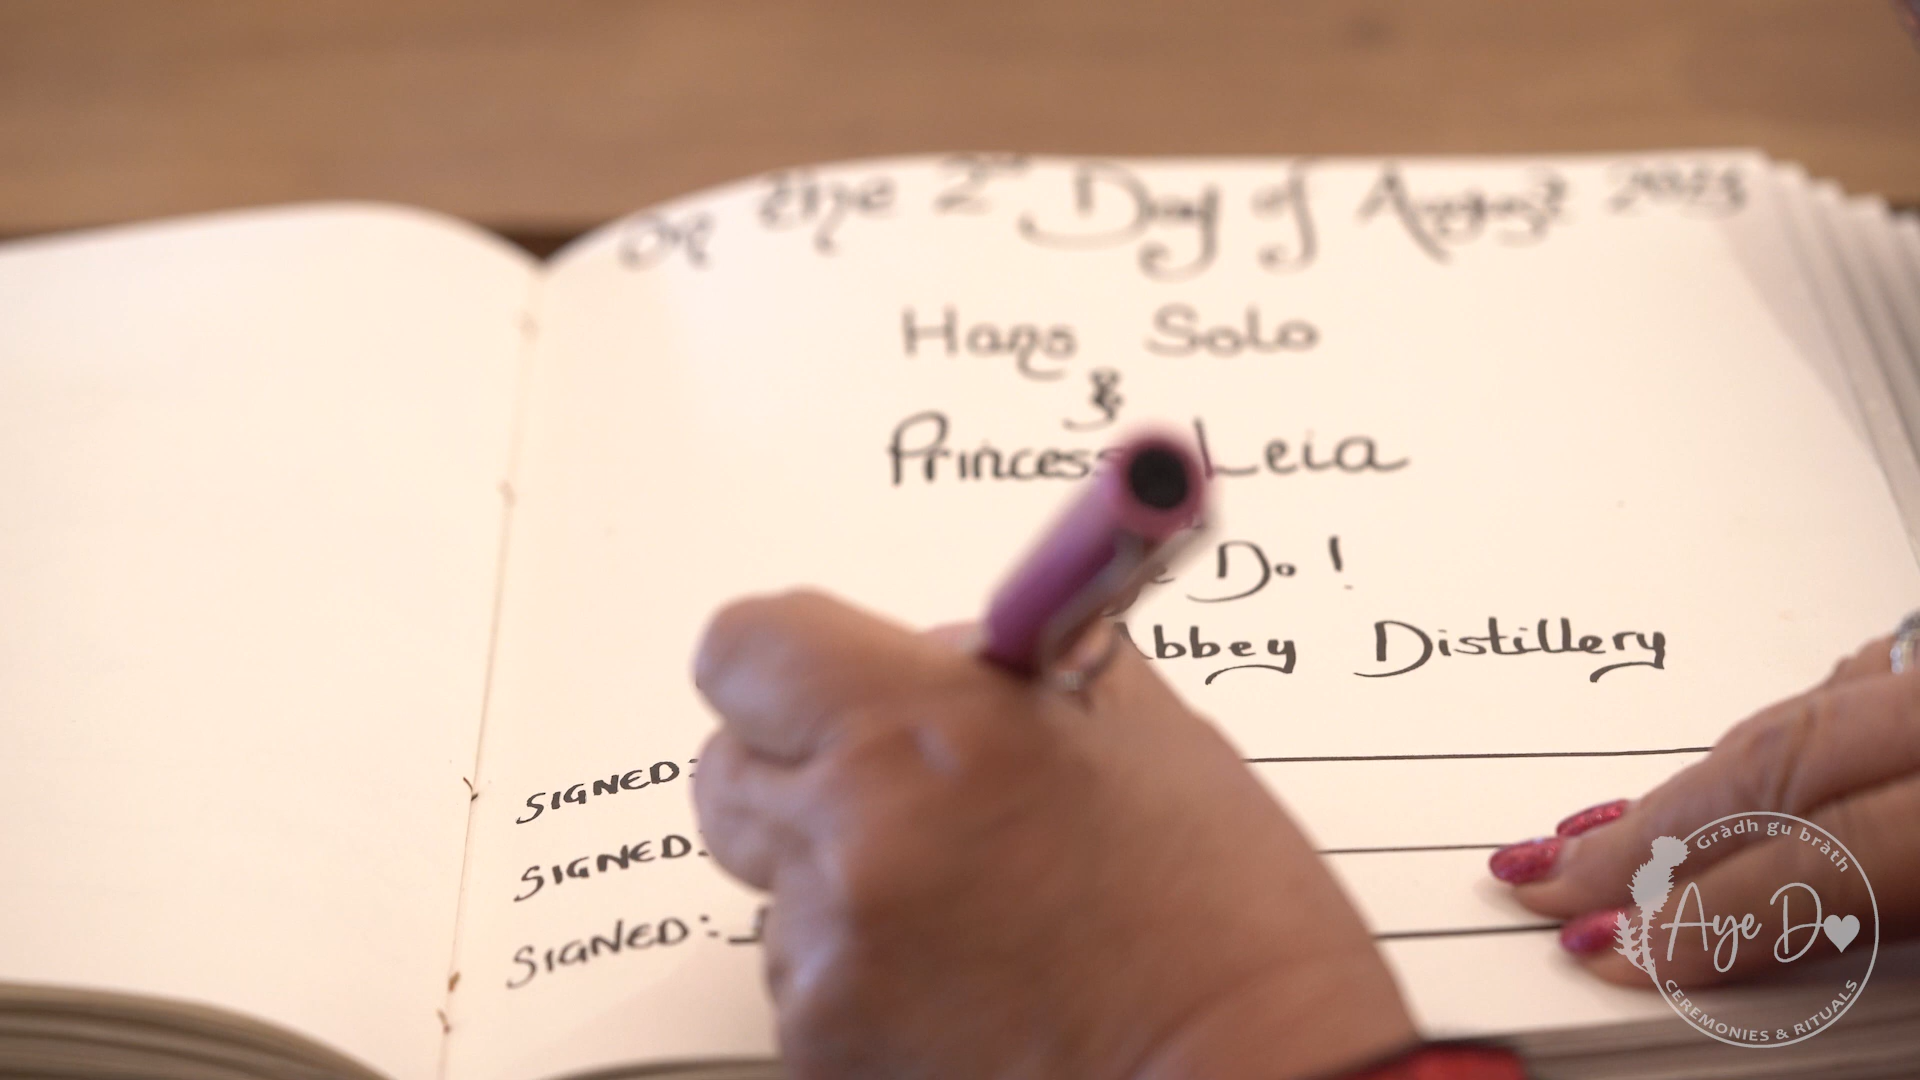 on the 2nd Day of August 2025
Hans Solo
&
Princess Leia
Do!
Abbey Distillery
SIGNED:
SIGNED:
SIGNED:
Gràdh gu bràth
Aye Do
CEREMONIES & RITUALS